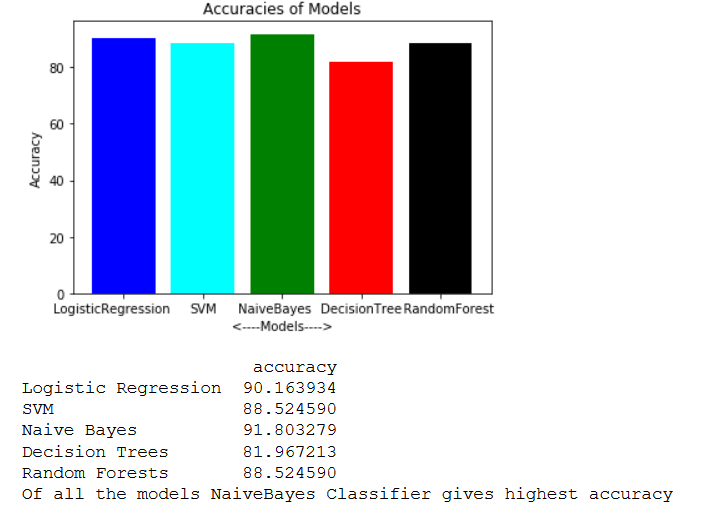 Accuracies of Models
Accuracy
80
60
40
20
0
LogisticRegression SVM NaiveBayes DecisionTree RandomForest
<----Models---->
accuracy
Logistic Regression 90.163934
SVM 88.524590
Naive Bayes 91.803279
Decision Trees 81.967213
Random Forests 88.524590
Of all the models NaiveBayes Classifier gives highest accuracy